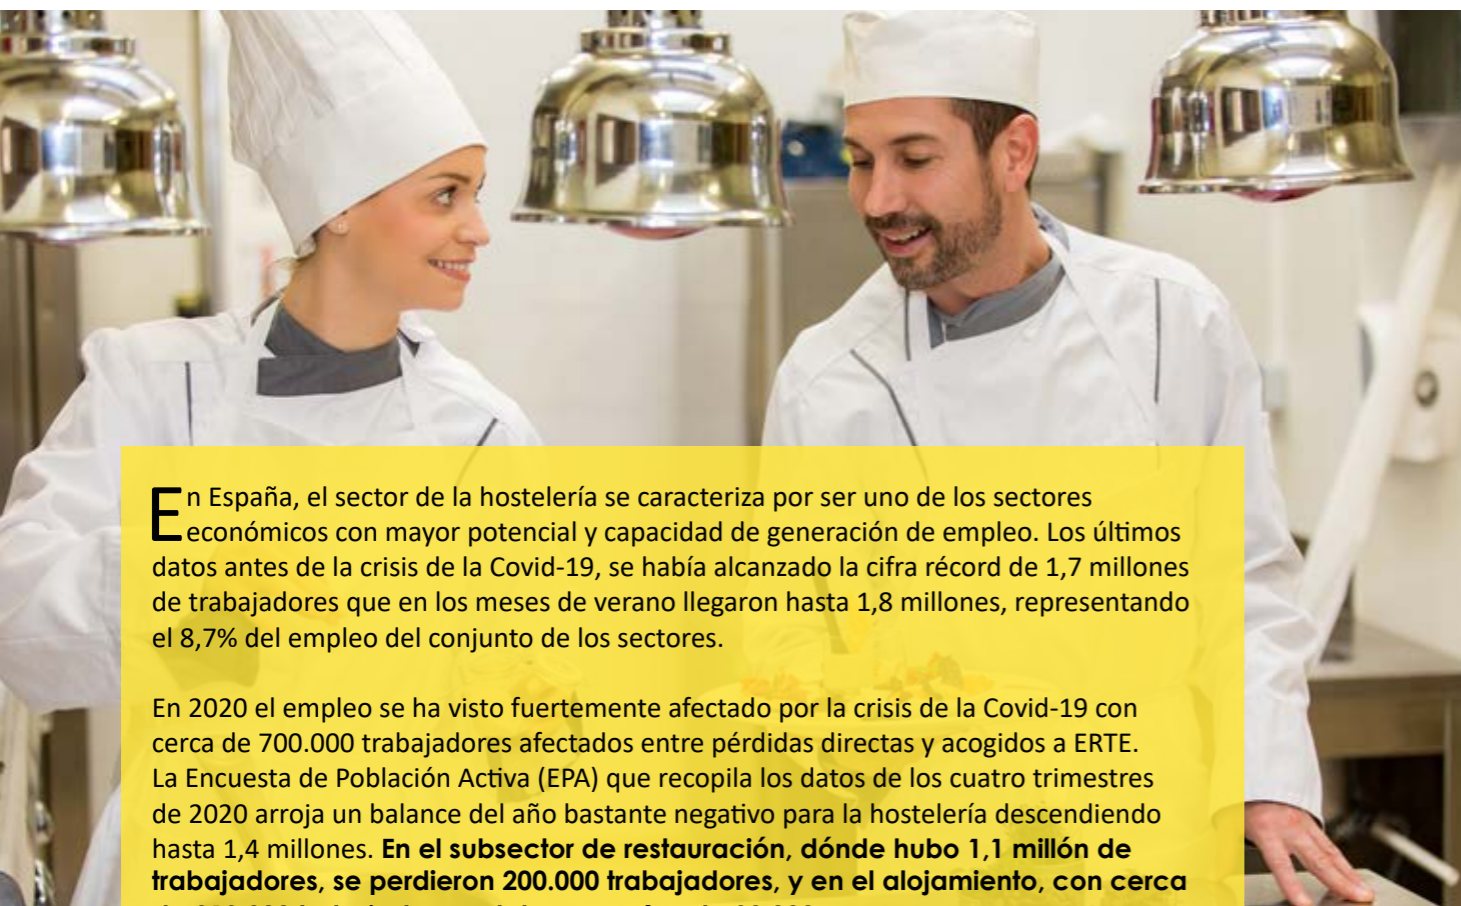 En España, el sector de la hostelería se caracteriza por ser uno de los sectores
económicos con mayor potencial y capacidad de generación de empleo. Los últimos
datos antes de la crisis de la Covid-19, se había alcanzado la cifra récord de 1,7 millones
de trabajadores que en los meses de verano llegaron hasta 1,8 millones, representando
el 8,7% del empleo del conjunto de los sectores.
En 2020 el empleo se ha visto fuertemente afectado por la crisis de la Covid-19 con
cerca de 700.000 trabajadores afectados entre pérdidas directas y acogidos a ERTE.
La Encuesta de Población Activa (EPA) que recopila los datos de los cuatro trimestres
de 2020 arroja un balance del año bastante negativo para la hostelería descendiendo
hasta 1,4 millones. En el subsector de restauración, dónde hubo 1,1 millón de
trabajadores, se perdieron 200.000 trabajadores, y en el alojamiento, con cerca